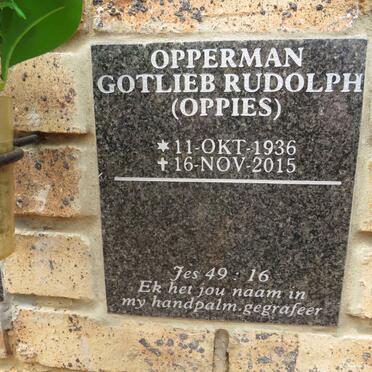 OPPERMAN
GOTLIEB RUDOLPH
(OPPIES)
✶ 11-OKT-1936
✝ 16-NOV-2015
Jes 49 : 16
Ek het jou naam in
my handpalm gegrafeer